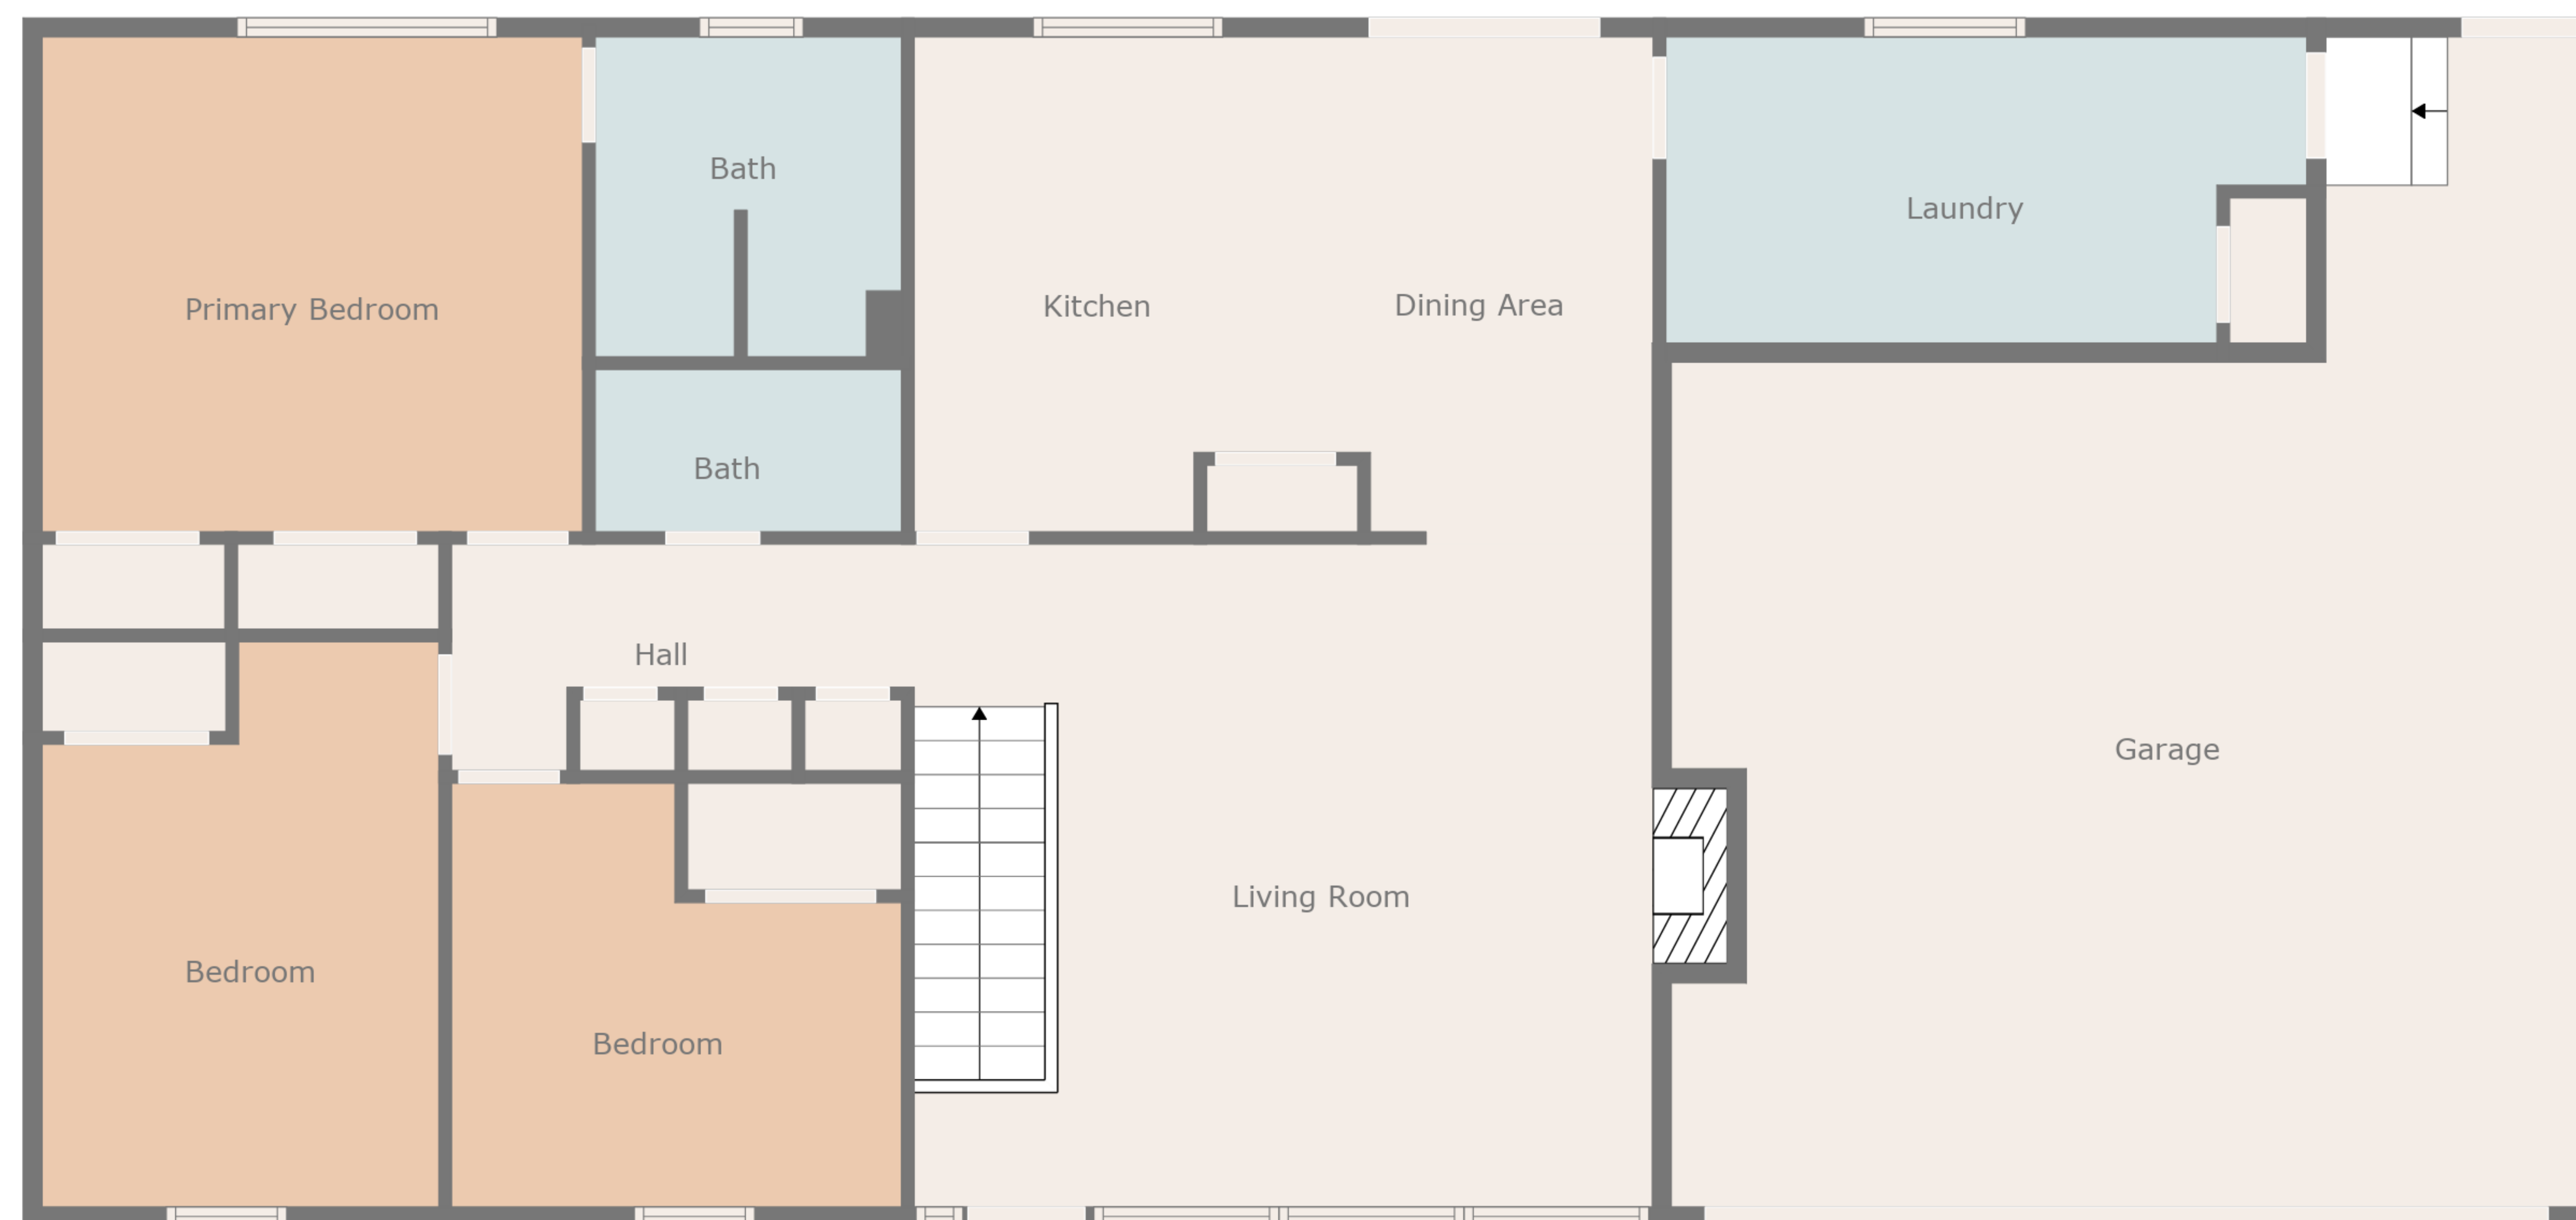 Bath
Laundry
Primary Bedroom
Kitchen
Dining Area
Bath
Hall
Garage
Living Room
Bedroom
Bedroom